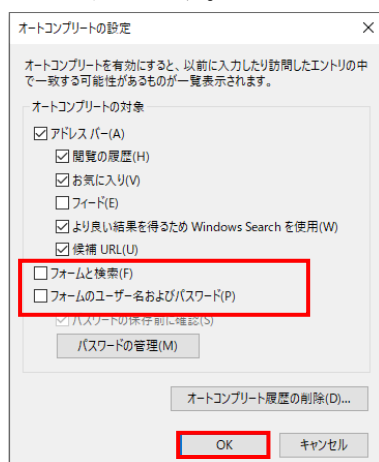 オートコンプリートの設定
オートコンプリートを有効にすると、以前に入力したり訪問したエントリの中
で一致する可能性があるものが一覧表示されます。
オートコンプリートの対象
アドレス バー(A)
閲覧の履歴(H)
お気に入り(V)
フィード(E)
より良い結果を得るため Windows Search を使用(W)
候補 URL(U)
フォームと検索(F)
フォームのユーザー名およびパスワード(P)
パスワードの保存前に確認(S)
パスワードの管理(M)
オートコンプリート履歴の削除(D)...
OK
キャンセル